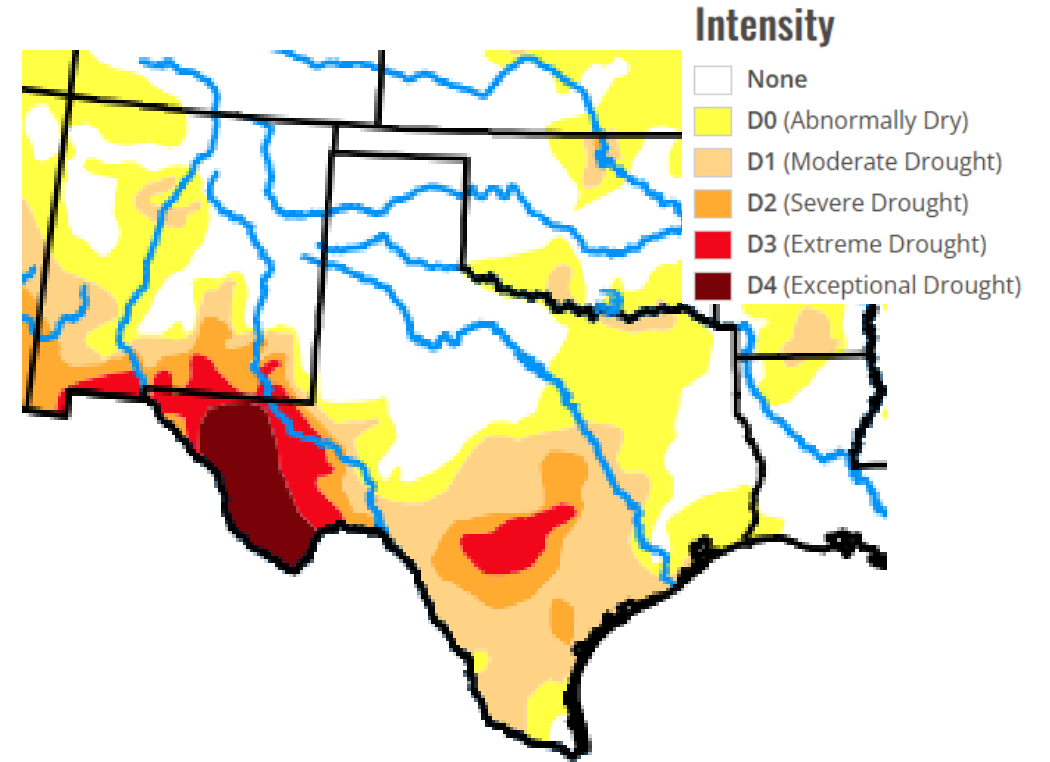 Intensity
None
D0 (Abnormally Dry)
D1 (Moderate Drought)
D2 (Severe Drought)
D3 (Extreme Drought)
D4 (Exceptional Drought)